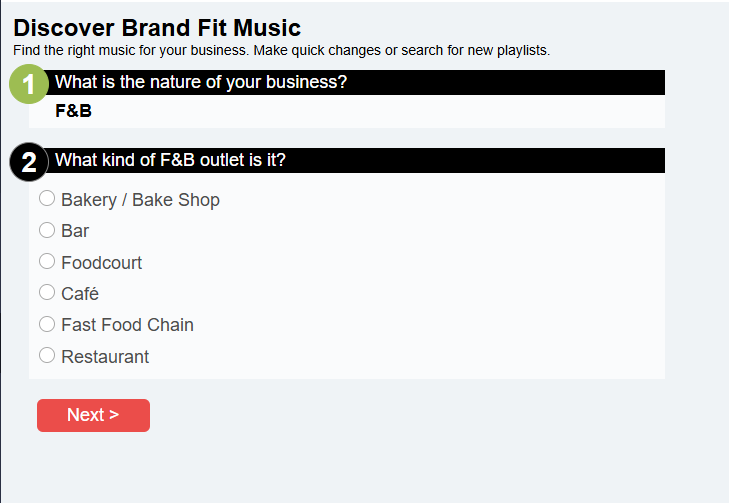 Discover Brand Fit Music
Find the right music for your business. Make quick changes or search for new playlists.
1 What is the nature of your business?
F&B
2 What kind of F&B outlet is it?
Bakery / Bake Shop
Bar
Foodcourt
Café
Fast Food Chain
Restaurant
Next >